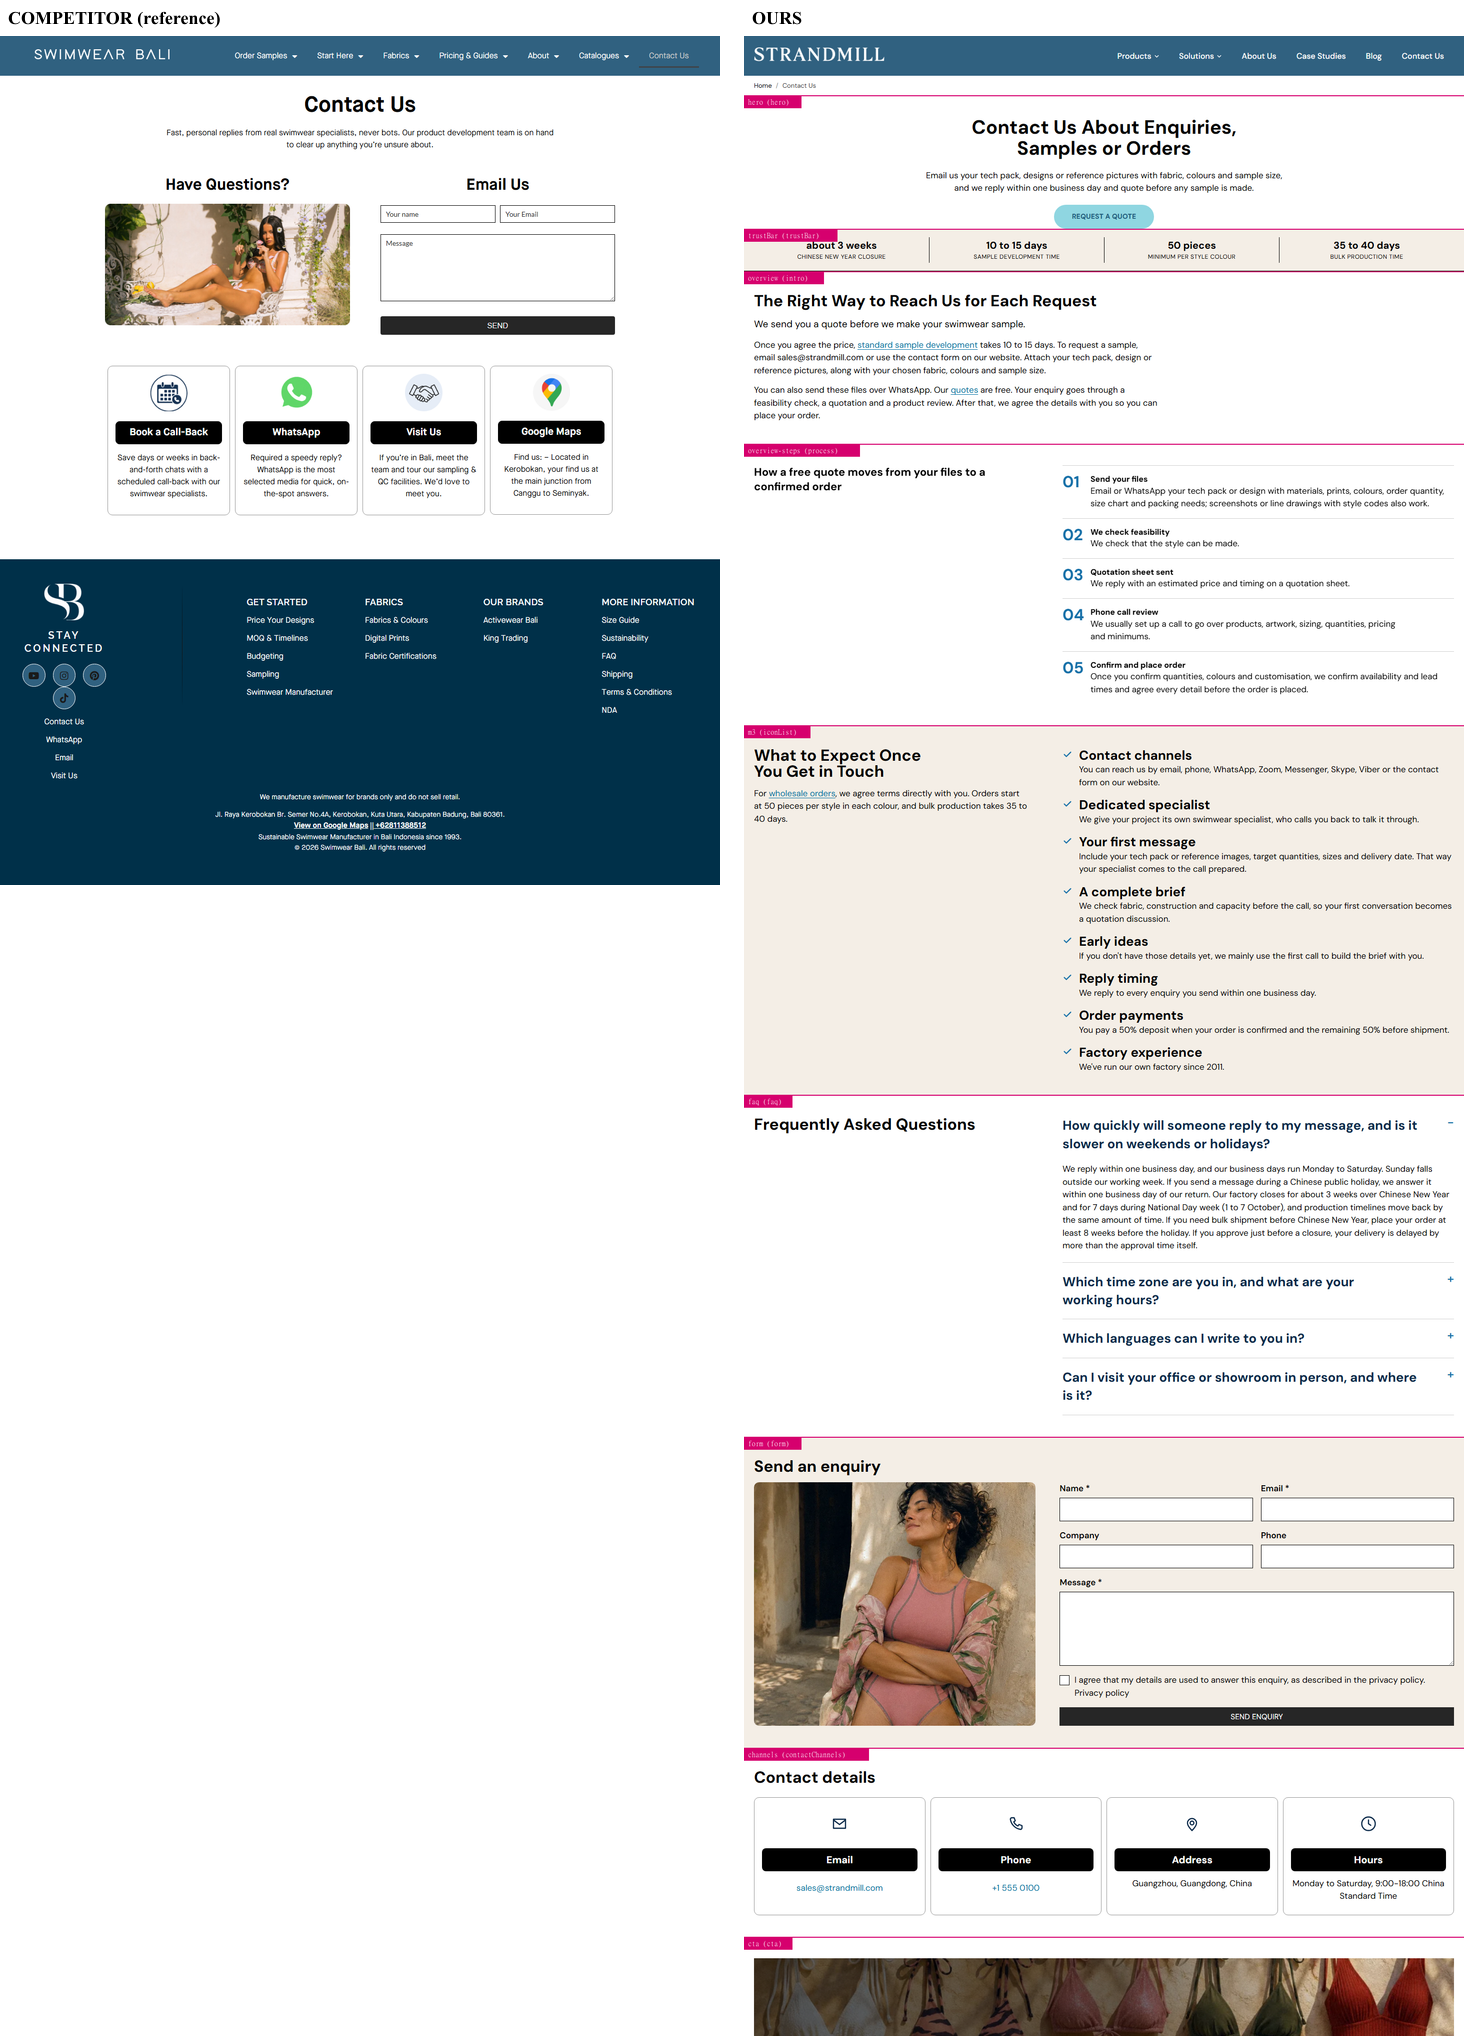 COMPETITOR (reference)
SWIMWEAR BALI
Order Samples
Start Here
Fabrics
Pricing & Guides
About
Catalogues
Contact Us
Contact Us
Fast, personal replies from real swimwear specialists, never bots. Our product development team is on hand
to clear up anything you're unsure about.
Have Questions?
Email Us
Your name
Your Email
Message
SEND
Book a Call-Back
Save days or weeks in back-
and-forth chats with a
scheduled call-back with our
swimwear specialists.
WhatsApp
Required a speedy reply?
WhatsApp is the most
selected media for quick, on-
the-spot answers.
Visit Us
If you're in Bali, meet the
team and tour our sampling &
QC facilities. We'd love to
meet you.
Google Maps
Find us: – Located in
Kerobokan, your find us at
the main junction from
Canggu to Seminyak.
SB
STAY
CONNECTED
Contact Us
WhatsApp
Email
Visit Us
GET STARTED
Price Your Designs
MOQ & Timelines
Budgeting
Sampling
Swimwear Manufacturer
FABRICS
Fabrics & Colours
Digital Prints
Fabric Certifications
OUR BRANDS
Activewear Bali
King Trading
MORE INFORMATION
Size Guide
Sustainability
FAQ
Shipping
Terms & Conditions
NDA
We manufacture swimwear for brands only and do not sell retail.
Jl. Raya Kerobokan Br. Semer No.4A, Kerobokan, Kuta Utara, Kabupaten Badung, Bali 80361.
View on Google Maps || +62811388512
Sustainable Swimwear Manufacturer in Bali Indonesia since 1993.
© 2026 Swimwear Bali. All rights reserved
OURS
STRANDMILL
Products
Solutions
About Us
Case Studies
Blog
Contact Us
Home / Contact Us
hero (hero)
Contact Us About Enquiries,
Samples or Orders
Email us your tech pack, designs or reference pictures with fabric, colours and sample size,
and we reply within one business day and quote before any sample is made.
REQUEST A QUOTE
trustBar (trustBar)
about 3 weeks
CHINESE NEW YEAR CLOSURE
10 to 15 days
SAMPLE DEVELOPMENT TIME
50 pieces
MINIMUM PER STYLE COLOUR
35 to 40 days
BULK PRODUCTION TIME
overview (intro)
The Right Way to Reach Us for Each Request
We send you a quote before we make your swimwear sample.
Once you agree the price, standard sample development takes 10 to 15 days. To request a sample,
email sales@strandmill.com or use the contact form on our website. Attach your tech pack, design or
reference pictures, along with your chosen fabric, colours and sample size.
You can also send these files over WhatsApp. Our quotes are free. Your enquiry goes through a
feasibility check, a quotation and a product review. After that, we agree the details with you so you can
place your order.
overview-steps (process)
How a free quote moves from your files to a
confirmed order
01
Send your files
Email or WhatsApp your tech pack or design with materials, prints, colours, order quantity,
size chart and packing needs; screenshots or line drawings with style codes also work.
02
We check feasibility
We check that the style can be made.
03
Quotation sheet sent
We reply with an estimated price and timing on a quotation sheet.
04
Phone call review
We usually set up a call to go over products, artwork, sizing, quantities, pricing
and minimums.
05
Confirm and place order
Once you confirm quantities, colours and customisation, we confirm availability and lead
times and agree every detail before the order is placed.
m3 (iconList)
What to Expect Once
You Get in Touch
For wholesale orders, we agree terms directly with you. Orders start
at 50 pieces per style in each colour, and bulk production takes 35 to
40 days.
Contact channels
You can reach us by email, phone, WhatsApp, Zoom, Messenger, Skype, Viber or the contact
form on our website.
Dedicated specialist
We give your project its own swimwear specialist, who calls you back to talk it through.
Your first message
Include your tech pack or reference images, target quantities, sizes and delivery date. That way
your specialist comes to the call prepared.
A complete brief
We check fabric, construction and capacity before the call, so your first conversation becomes
a quotation discussion.
Early ideas
If you don't have those details yet, we mainly use the first call to build the brief with you.
Reply timing
We reply to every enquiry you send within one business day.
Order payments
You pay a 50% deposit when your order is confirmed and the remaining 50% before shipment.
Factory experience
We've run our own factory since 2011.
faq (faq)
Frequently Asked Questions
How quickly will someone reply to my message, and is it
slower on weekends or holidays?
We reply within one business day, and our business days run Monday to Saturday. Sunday falls
outside our working week. If you send a message during a Chinese public holiday, we answer it
within one business day of our return. Our factory closes for about 3 weeks over Chinese New Year
and for 7 days during National Day week (1 to 7 October), and production timelines move back by
the same amount of time. If you need bulk shipment before Chinese New Year, place your order at
least 8 weeks before the holiday. If you approve just before a closure, your delivery is delayed by
more than the approval time itself.
Which time zone are you in, and what are your
working hours?
Which languages can I write to you in?
Can I visit your office or showroom in person, and where
is it?
form (form)
Send an enquiry
Name *
Email *
Company
Phone
Message *
I agree that my details are used to answer this enquiry, as described in the privacy policy.
Privacy policy
SEND ENQUIRY
channels (contactChannels)
Contact details
Email
sales@strandmill.com
Phone
+1 555 0100
Address
Guangzhou, Guangdong, China
Hours
Monday to Saturday, 9:00-18:00 China
Standard Time
cta (cta)